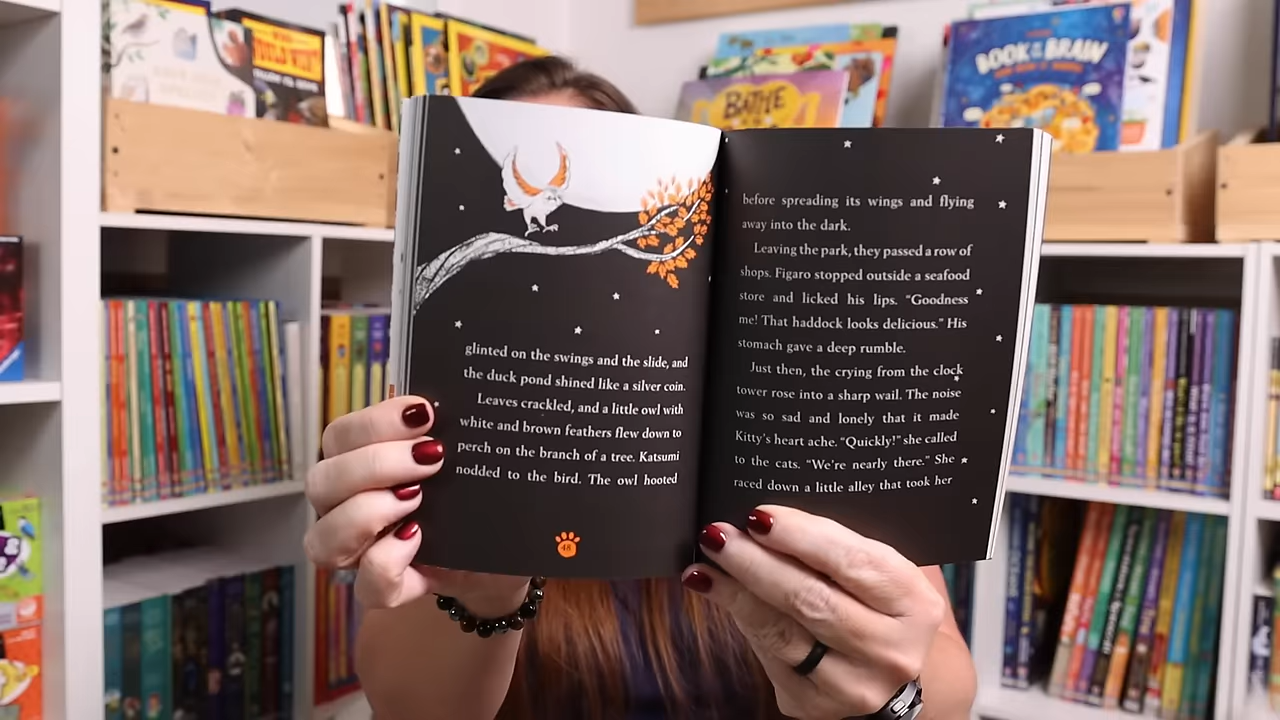 BOOK OF THE BRAIN
BATHE
glinted on the swings and the slide, and
the duck pond shined like a silver coin.
Leaves crackled, and a little owl with
white and brown feathers flew down to
perch on the branch of a tree. Katsumi
nodded to the bird. The owl hooted
48
before spreading its wings and flying
away into the dark.
Leaving the park, they passed a row of
shops. Figaro stopped outside a seafood
store and licked his lips. “Goodness
me! That haddock looks delicious.” His
stomach gave a deep rumble.
Just then, the crying from the clock
tower rose into a sharp wail. The noise
was so sad and lonely that it made
Kitty’s heart ache. “Quickly!” she called
to the cats. “We’re nearly there.” She
raced down a little alley that took her